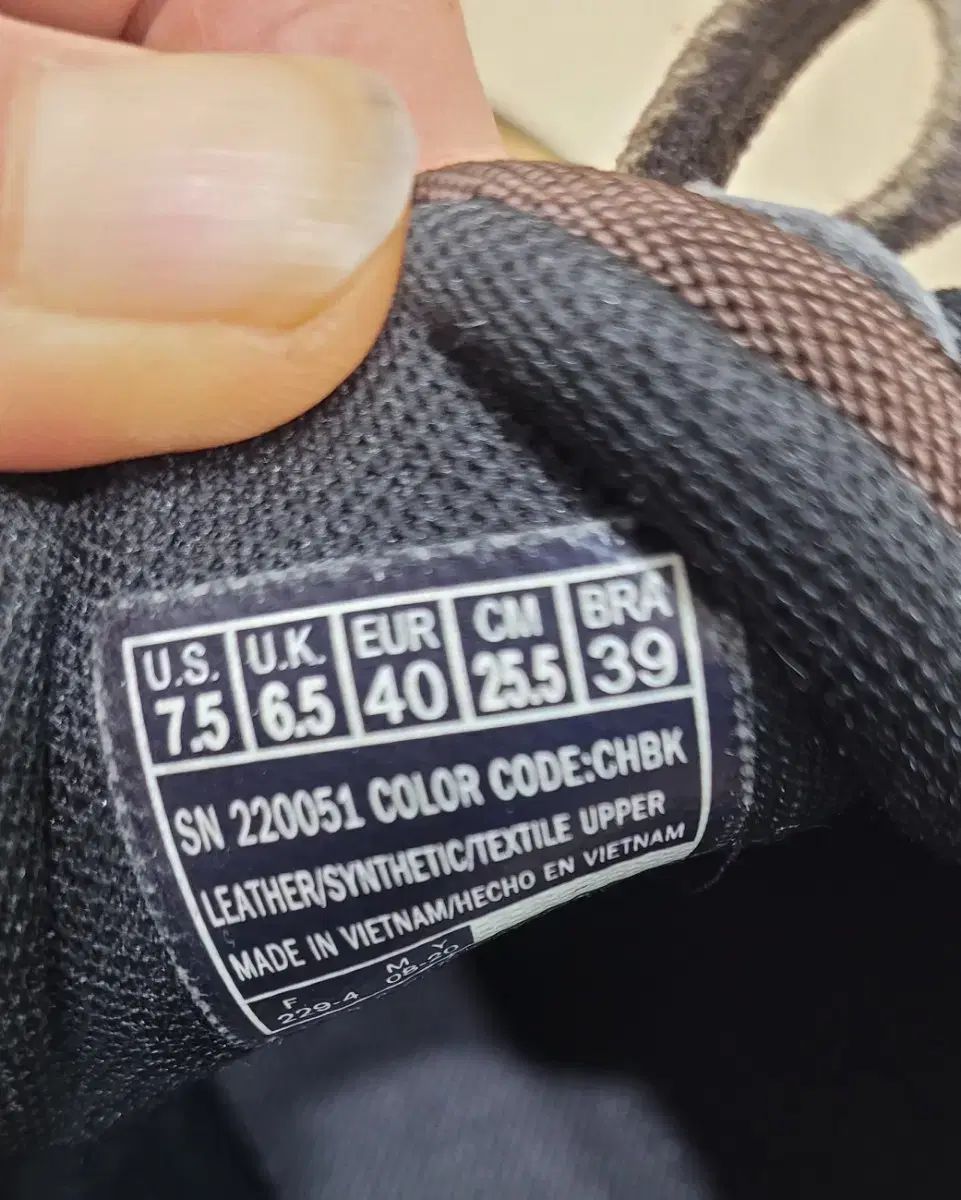 U.S. U.K. EUR CM BRA
7.5 6.5 40 25.5 39
SN 220051 COLOR CODE:CHBK
LEATHER/SYNTHETIC/TEXTILE UPPER
MADE IN VIETNAM/HECHO EN VIETNAM
F M Y
229-4 08-20